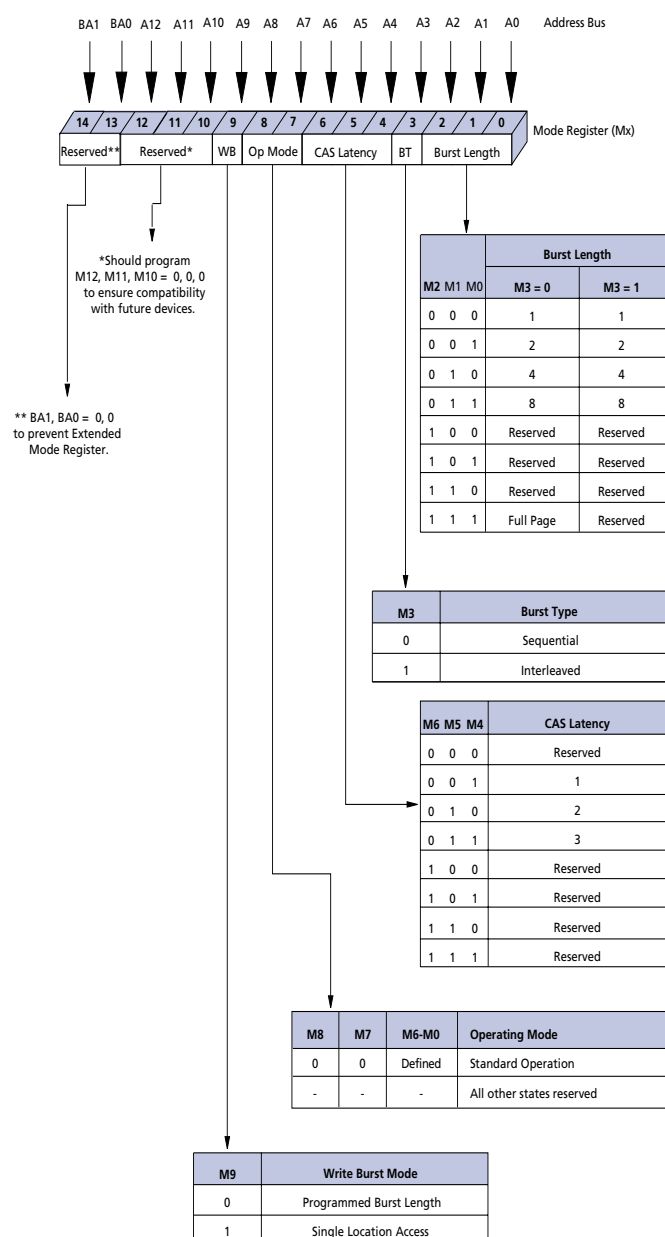 BA1 BA0 A12 A11 A10 A9 A8 A7 A6 A5 A4 A3 A2 A1 A0 Address Bus
14 13 12 11 10 9 8 7 6 5 4 3 2 1 0
Mode Register (Mx)
Reserved** Reserved* WB Op Mode CAS Latency BT Burst Length
*Should program
M12, M11, M10 = 0, 0, 0
to ensure compatibility
with future devices.
** BA1, BA0 = 0, 0
to prevent Extended
Mode Register.
Burst Length
M2 M1 M0 M3 = 0 M3 = 1
0 0 0 1 1
0 0 1 2 2
0 1 0 4 4
0 1 1 8 8
1 0 0 Reserved Reserved
1 0 1 Reserved Reserved
1 1 0 Reserved Reserved
1 1 1 Full Page Reserved
M3 Burst Type
0 Sequential
1 Interleaved
M6 M5 M4 CAS Latency
0 0 0 Reserved
0 0 1 1
0 1 0 2
0 1 1 3
1 0 0 Reserved
1 0 1 Reserved
1 1 0 Reserved
1 1 1 Reserved
M8 M7 M6-M0 Operating Mode
0 0 Defined Standard Operation
- - - All other states reserved
M9 Write Burst Mode
0 Programmed Burst Length
1 Single Location Access